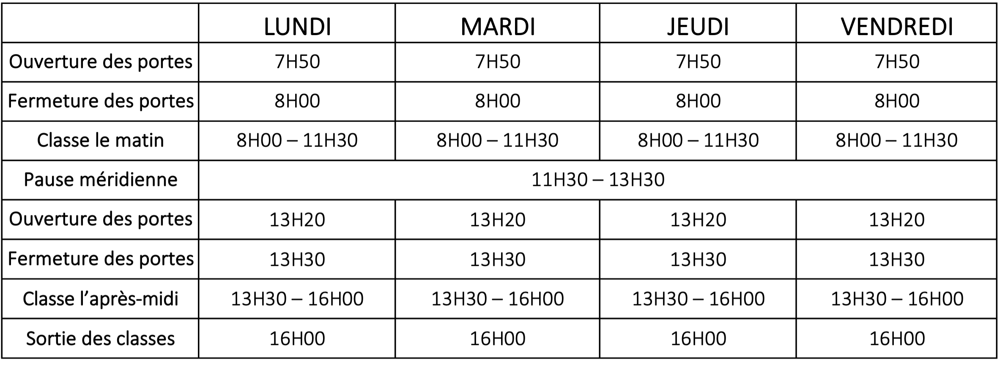 LUNDI MARDI JEUDI VENDREDI
Ouverture des portes 7H50 7H50 7H50 7H50
Fermeture des portes 8H00 8H00 8H00 8H00
Classe le matin 8H00 – 11H30 8H00 – 11H30 8H00 – 11H30 8H00 – 11H30
Pause méridienne 11H30 – 13H30
Ouverture des portes 13H20 13H20 13H20 13H20
Fermeture des portes 13H30 13H30 13H30 13H30
Classe l’après-midi 13H30 – 16H00 13H30 – 16H00 13H30 – 16H00 13H30 – 16H00
Sortie des classes 16H00 16H00 16H00 16H00